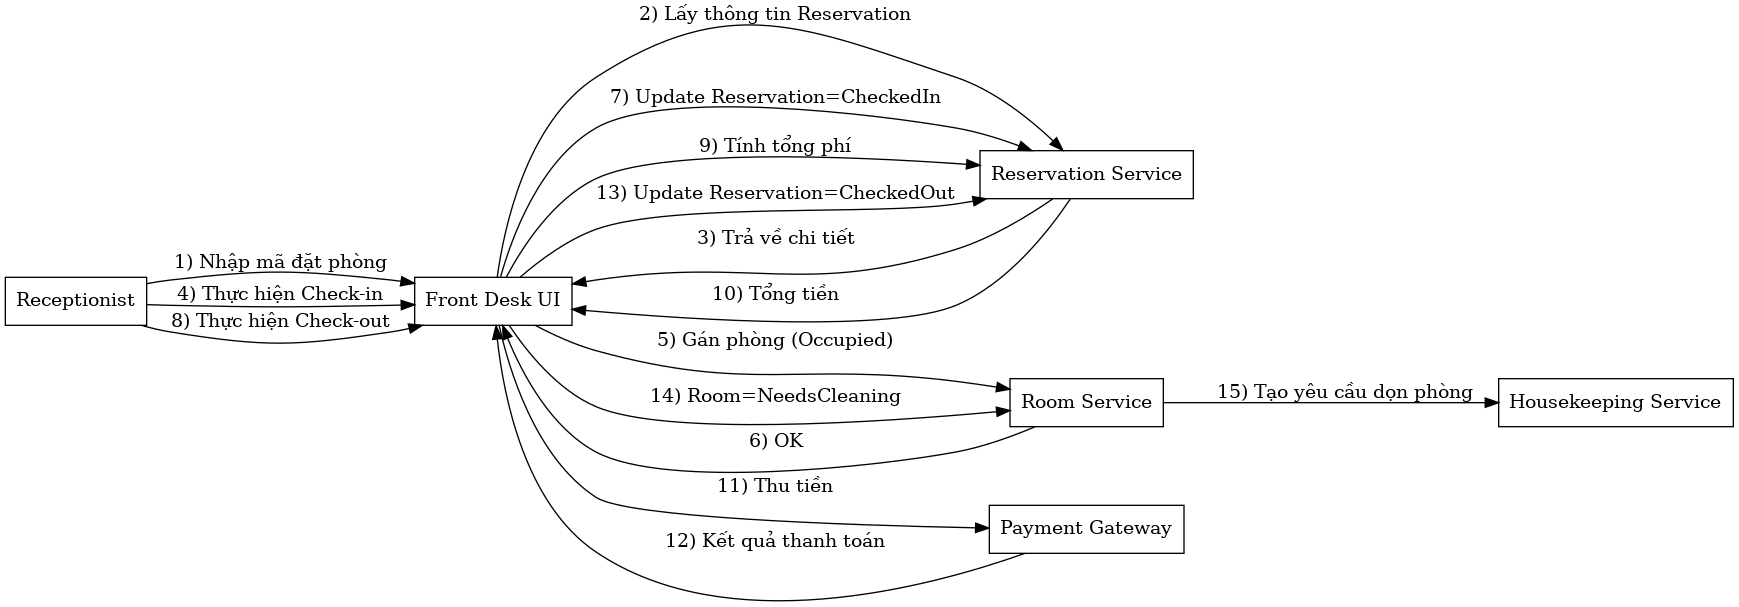 2) Lấy thông tin Reservation
7) Update Reservation=CheckedIn
9) Tính tổng phí
Reservation Service
13) Update Reservation=CheckedOut
3) Trả về chi tiết
1) Nhập mã đặt phòng
Receptionist
4) Thực hiện Check-in
Front Desk UI
10) Tổng tiền
8) Thực hiện Check-out
5) Gán phòng (Occupied)
14) Room=NeedsCleaning
Room Service
15) Tạo yêu cầu dọn phòng
Housekeeping Service
6) OK
11) Thu tiền
Payment Gateway
12) Kết quả thanh toán